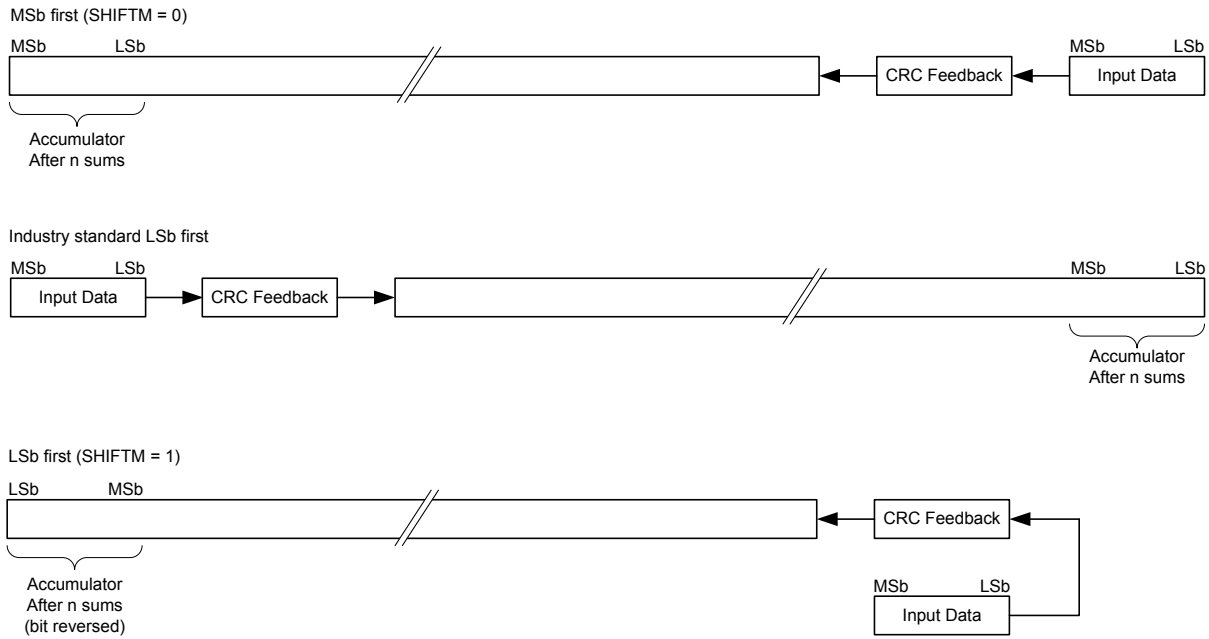 MSb first (SHIFTM = 0)
MSb LSb MSb LSb
CRC Feedback Input Data
Accumulator
After n sums
Industry standard LSb first
MSb LSb MSb LSb
Input Data CRC Feedback
Accumulator
After n sums
LSb first (SHIFTM = 1)
LSb MSb
CRC Feedback
Accumulator
After n sums
(bit reversed)
MSb LSb
Input Data